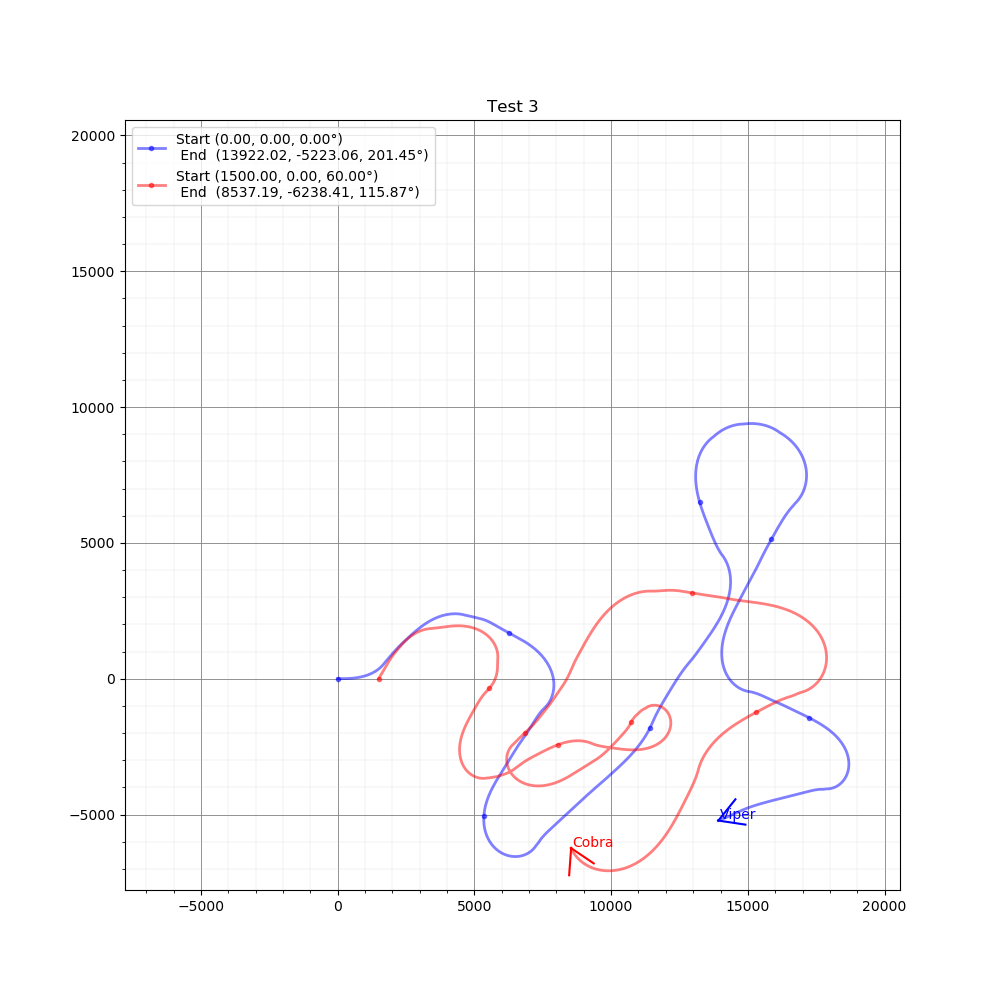 Test 3
Start (0.00, 0.00, 0.00°)
End (13922.02, -5223.06, 201.45°)
Start (1500.00, 0.00, 60.00°)
End (8537.19, -6238.41, 115.87°)
20000
15000
10000
5000
0
−5000
Viper
Cobra
−5000 0 5000 10000 15000 20000